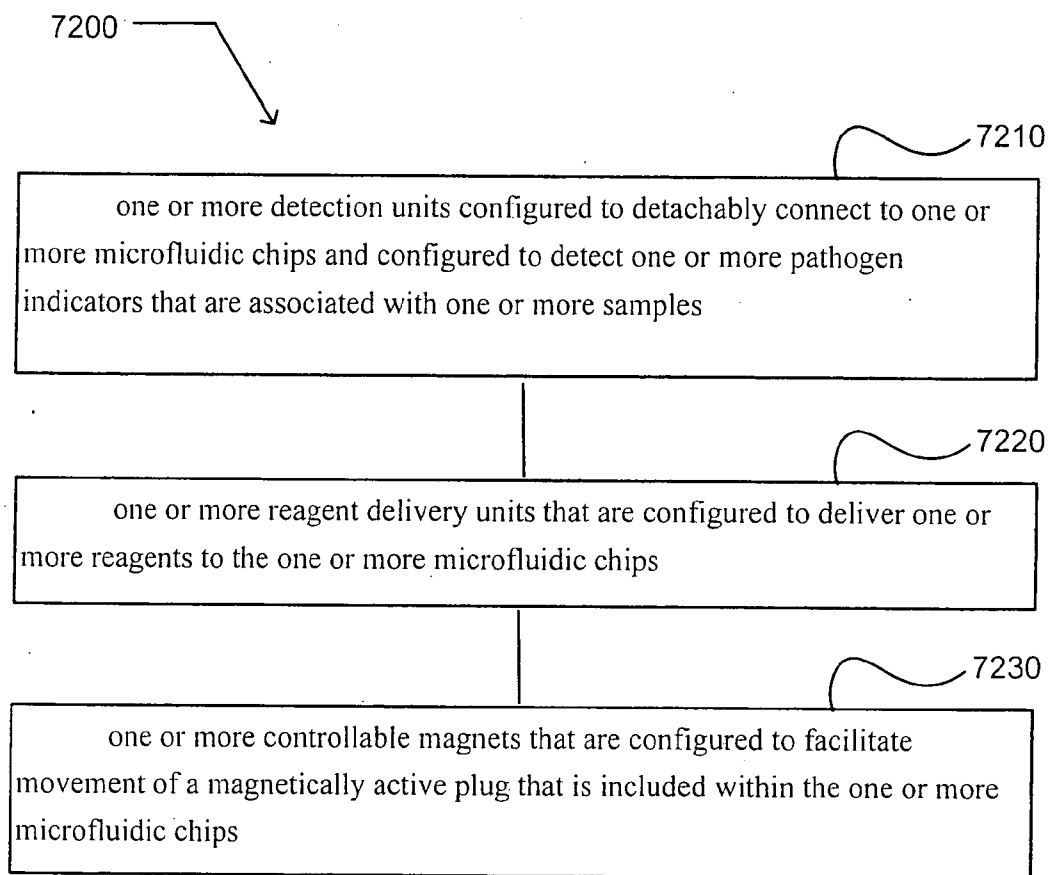 7200
7210
one or more detection units configured to detachably connect to one or
more microfluidic chips and configured to detect one or more pathogen
indicators that are associated with one or more samples
7220
one or more reagent delivery units that are configured to deliver one or
more reagents to the one or more microfluidic chips
7230
one or more controllable magnets that are configured to facilitate
movement of a magnetically active plug that is included within the one or more
microfluidic chips